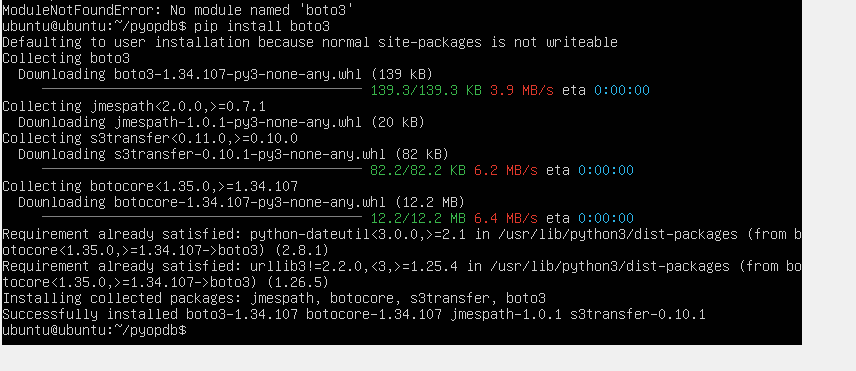 ModuleNotFoundError: No module named 'boto3'
ubuntu@ubuntu:~/pyopdb$ pip install boto3
Defaulting to user installation because normal site-packages is not writeable
Collecting boto3
  Downloading boto3-1.34.107-py3-none-any.whl (139 kB)
139.3/139.3 KB 3.9 MB/s eta 0:00:00
Collecting jmespath<2.0.0,>=0.7.1
  Downloading jmespath-1.0.1-py3-none-any.whl (20 kB)
Collecting s3transfer<0.11.0,>=0.10.0
  Downloading s3transfer-0.10.1-py3-none-any.whl (82 kB)
82.2/82.2 KB 6.2 MB/s eta 0:00:00
Collecting botocore<1.35.0,>=1.34.107
  Downloading botocore-1.34.107-py3-none-any.whl (12.2 MB)
12.2/12.2 MB 6.4 MB/s eta 0:00:00
Requirement already satisfied: python-dateutil<3.0.0,>=2.1 in /usr/lib/python3/dist-packages (from b
otocore<1.35.0,>=1.34.107->boto3) (2.8.1)
Requirement already satisfied: urllib3!=2.2.0,<3,>=1.25.4 in /usr/lib/python3/dist-packages (from bo
tocore<1.35.0,>=1.34.107->boto3) (1.26.5)
Installing collected packages: jmespath, botocore, s3transfer, boto3
Successfully installed boto3-1.34.107 botocore-1.34.107 jmespath-1.0.1 s3transfer-0.10.1
ubuntu@ubuntu:~/pyopdb$